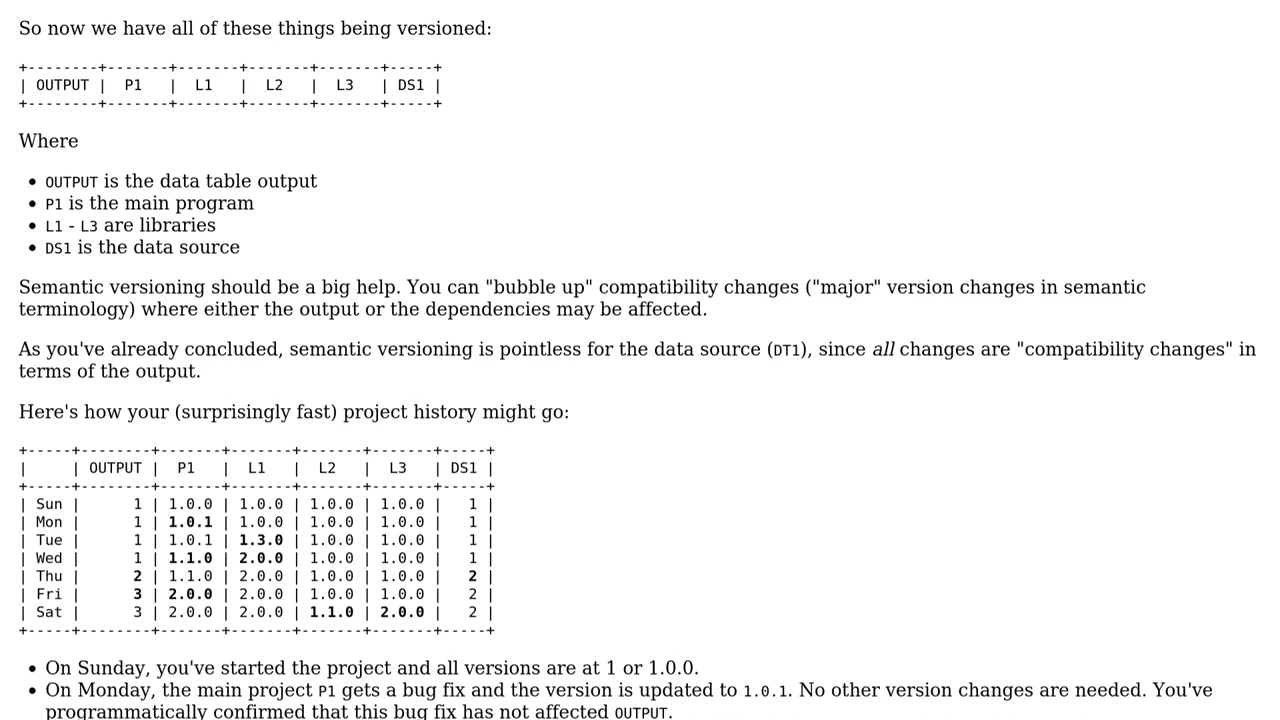 So now we have all of these things being versioned:
+--------+-------+-------+-------+-------+-----+
| OUTPUT |  P1   |  L1   |  L2   |  L3   | DS1 |
+--------+-------+-------+-------+-------+-----+
Where
• OUTPUT is the data table output
• P1 is the main program
• L1 - L3 are libraries
• DS1 is the data source
Semantic versioning should be a big help. You can "bubble up" compatibility changes ("major" version changes in semantic
terminology) where either the output or the dependencies may be affected.
As you've already concluded, semantic versioning is pointless for the data source (DT1), since all changes are "compatibility changes" in
terms of the output.
Here's how your (surprisingly fast) project history might go:
+-----+--------+-------+-------+-------+-------+-----+
|     | OUTPUT |  P1   |  L1   |  L2   |  L3   | DS1 |
+-----+--------+-------+-------+-------+-------+-----+
| Sun |      1 | 1.0.0 | 1.0.0 | 1.0.0 | 1.0.0 |   1 |
| Mon |      1 | 1.0.1 | 1.0.0 | 1.0.0 | 1.0.0 |   1 |
| Tue |      1 | 1.0.1 | 1.3.0 | 1.0.0 | 1.0.0 |   1 |
| Wed |      1 | 1.1.0 | 2.0.0 | 1.0.0 | 1.0.0 |   1 |
| Thu |      2 | 1.1.0 | 2.0.0 | 1.0.0 | 1.0.0 |   2 |
| Fri |      3 | 2.0.0 | 2.0.0 | 1.0.0 | 1.0.0 |   2 |
| Sat |      3 | 2.0.0 | 2.0.0 | 1.1.0 | 2.0.0 |   2 |
+-----+--------+-------+-------+-------+-------+-----+
• On Sunday, you've started the project and all versions are at 1 or 1.0.0.
• On Monday, the main project P1 gets a bug fix and the version is updated to 1.0.1. No other version changes are needed. You've
programmatically confirmed that this bug fix has not affected OUTPUT.